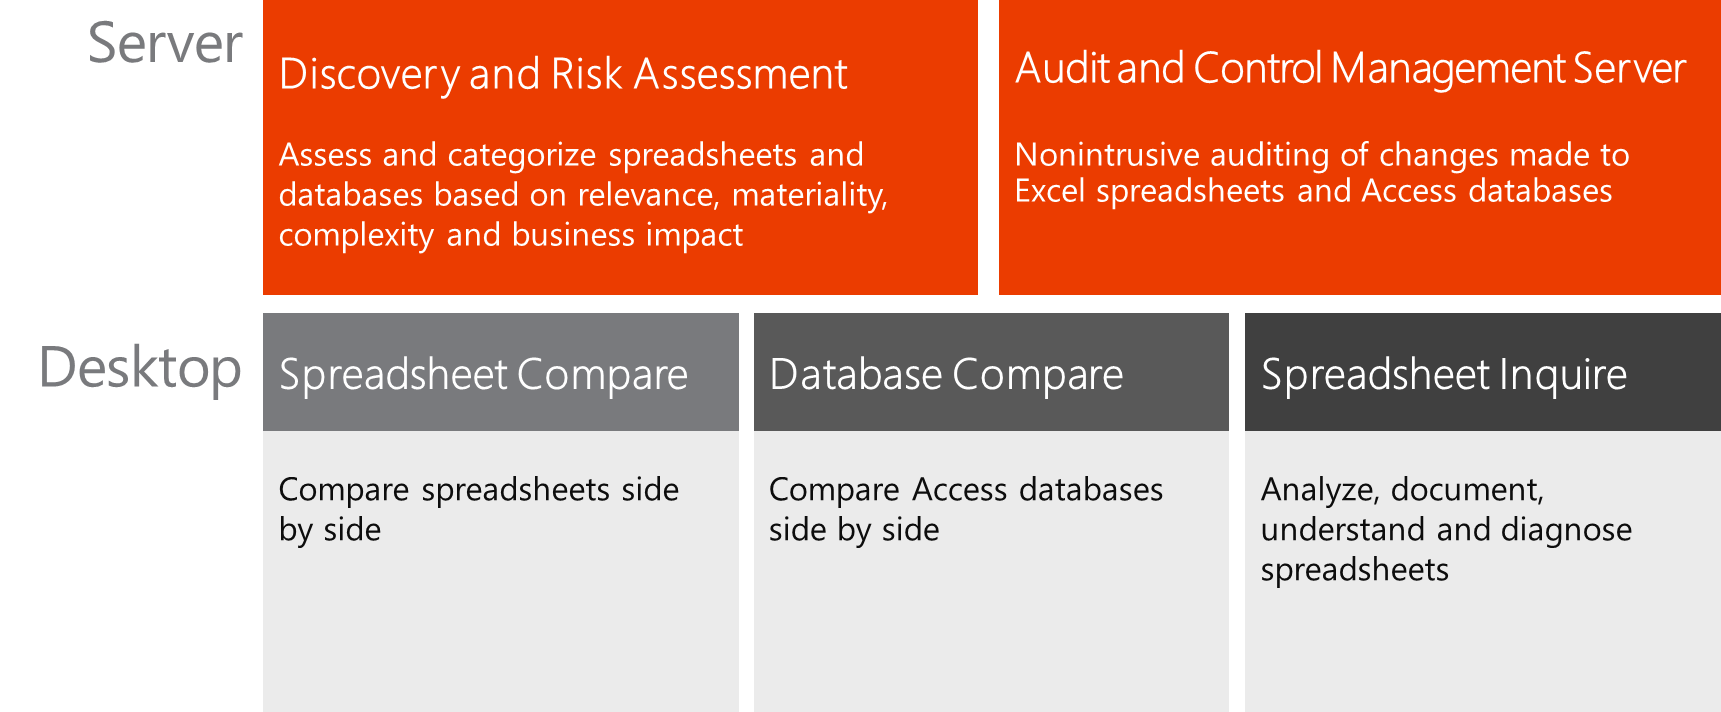 Server
Discovery and Risk Assessment
Assess and categorize spreadsheets and
databases based on relevance, materiality,
complexity and business impact
Audit and Control Management Server
Nonintrusive auditing of changes made to
Excel spreadsheets and Access databases
Desktop
Spreadsheet Compare
Compare spreadsheets side
by side
Database Compare
Compare Access databases
side by side
Spreadsheet Inquire
Analyze, document,
understand and diagnose
spreadsheets